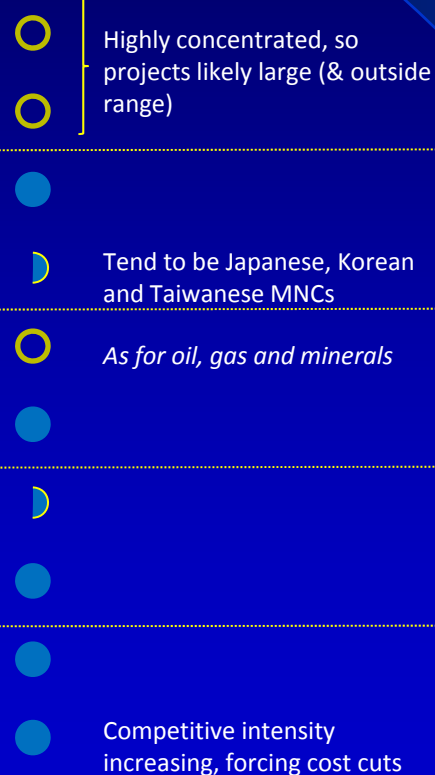 Highly concentrated, so
projects likely large (& outside
range)
Tend to be Japanese, Korean
and Taiwanese MNCs
As for oil, gas and minerals
Competitive intensity
increasing, forcing cost cuts